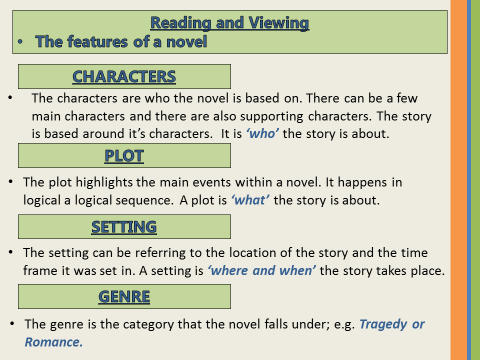 Reading and Viewing
• The features of a novel
CHARACTERS
• The characters are who the novel is based on. There can be a few
main characters and there are also supporting characters. The story
is based around it’s characters. It is ‘who’ the story is about.
PLOT
• The plot highlights the main events within a novel. It happens in
logical a logical sequence. A plot is ‘what’ the story is about.
SETTING
• The setting can be referring to the location of the story and the time
frame it was set in. A setting is ‘where and when’ the story takes place.
GENRE
• The genre is the category that the novel falls under; e.g. Tragedy or
Romance.